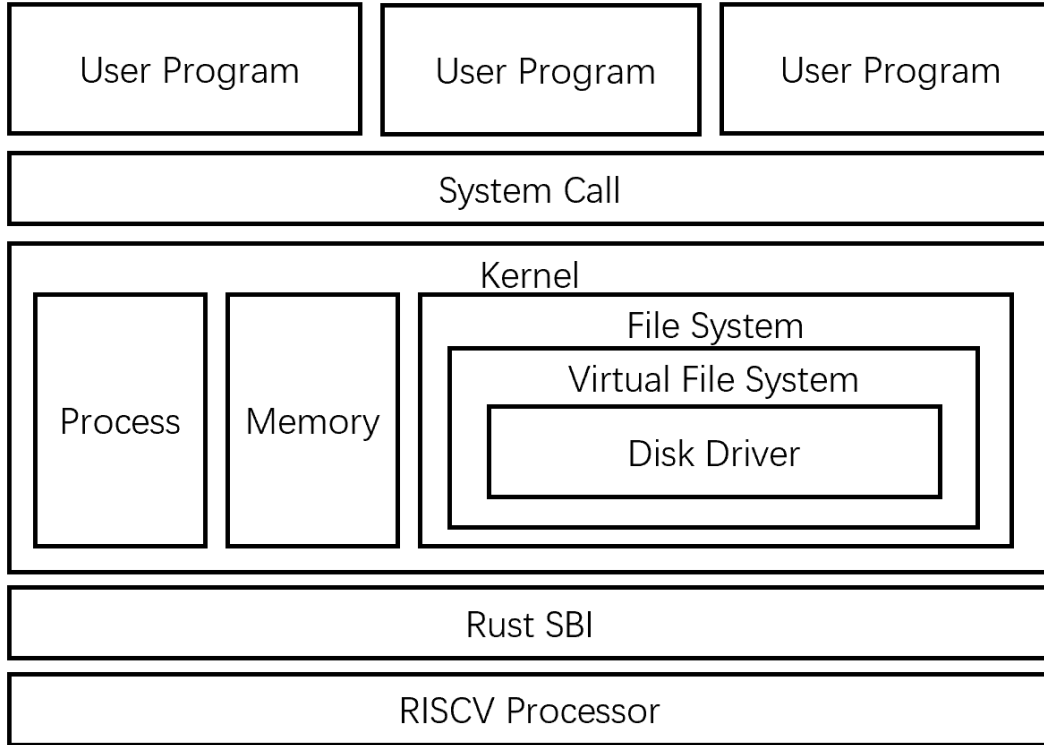 User Program
User Program
User Program
System Call
Kernel
File System
Virtual File System
Process
Memory
Disk Driver
Rust SBI
RISCV Processor